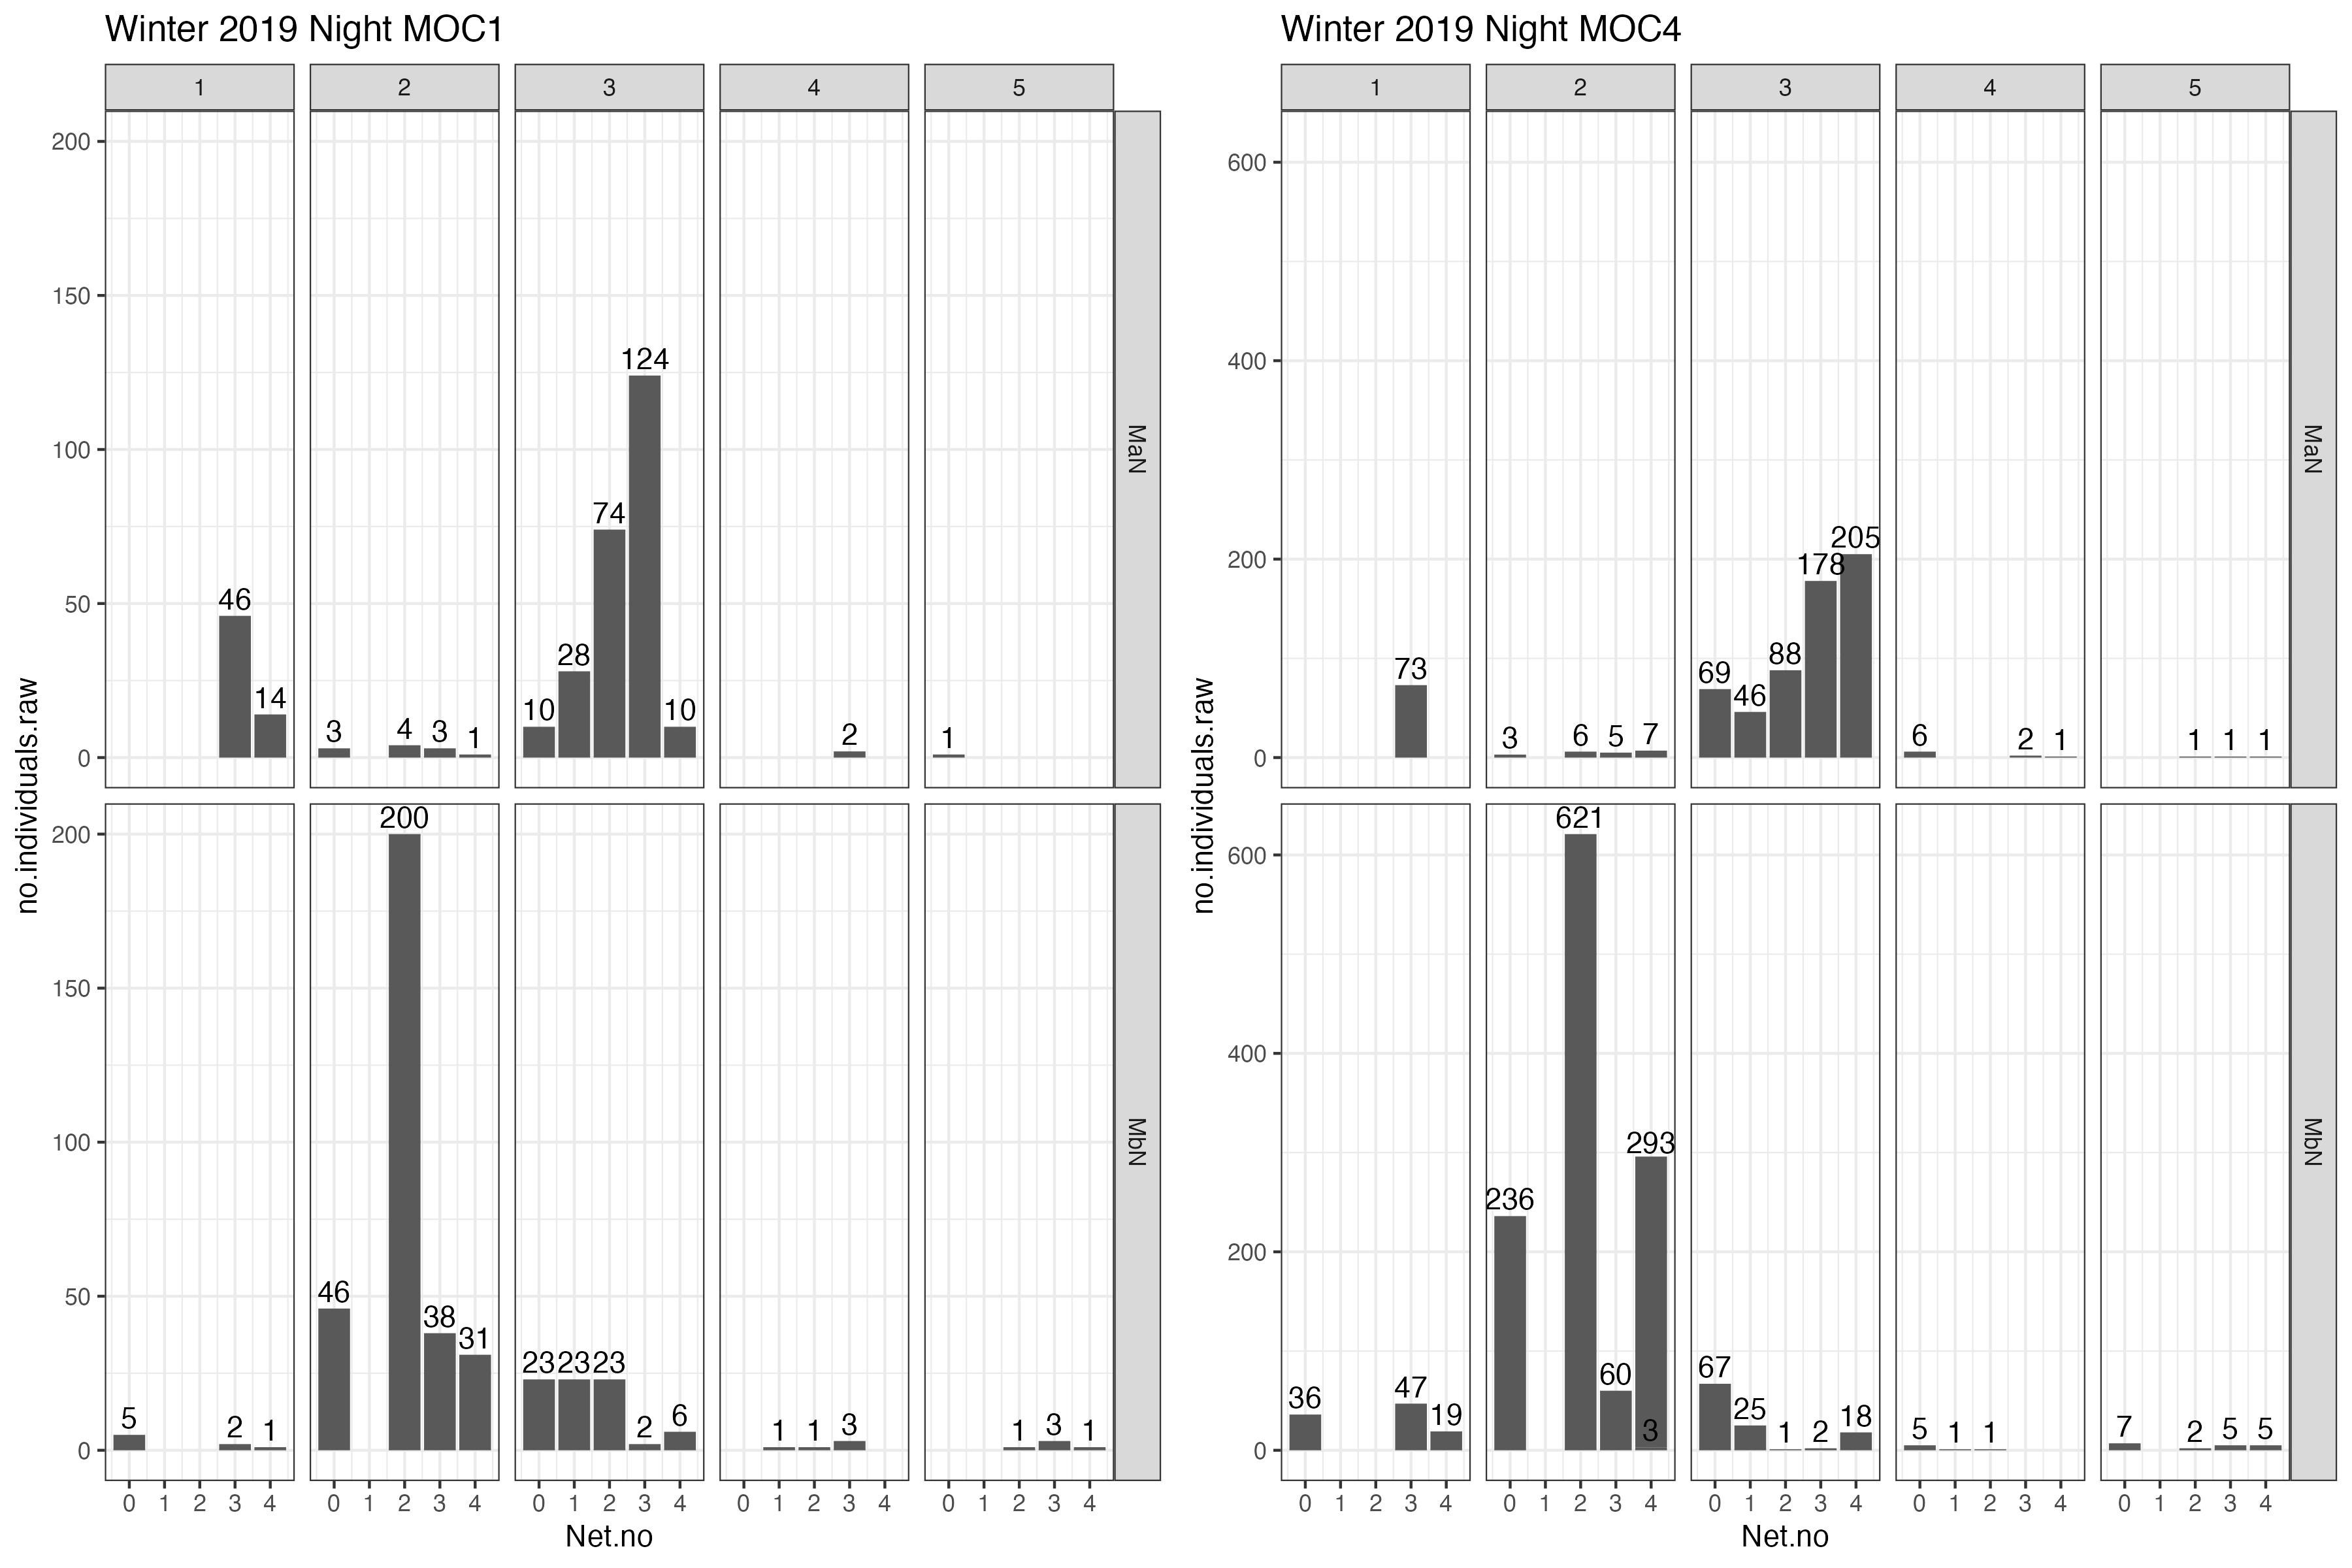 Winter 2019 Night MOC1
1 2 3 4 5
200
150
100
50
0
46 14
3 4 3 1
10 28 74 124 10
2
1
MaN
200
150
100
50
0
5 2 1
46 200 38 31
23 23 23 2 6
1 1 3
1 3 1
MbN
0 1 2 3 4 0 1 2 3 4 0 1 2 3 4 0 1 2 3 4 0 1 2 3 4
Net.no
no.individuals.raw
Winter 2019 Night MOC4
1 2 3 4 5
600
400
200
0
73
3 6 5 7
69 46 88 178 205
6 2 1
1 1 1
MaN
600
400
200
0
36 47 19
236 621 60 293 3
67 25 1 2 18
5 1 1
7 2 5 5
MbN
0 1 2 3 4 0 1 2 3 4 0 1 2 3 4 0 1 2 3 4 0 1 2 3 4
Net.no
no.individuals.raw